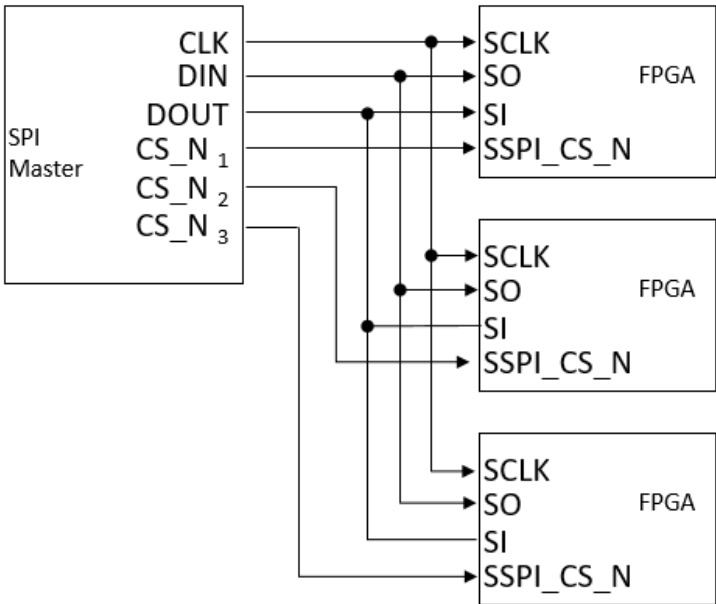 SPI
Master
CLK
DIN
DOUT
CS_N 1
CS_N 2
CS_N 3
SCLK
SO
SI
SSPI_CS_N
FPGA
SCLK
SO
SI
SSPI_CS_N
FPGA
SCLK
SO
SI
SSPI_CS_N
FPGA